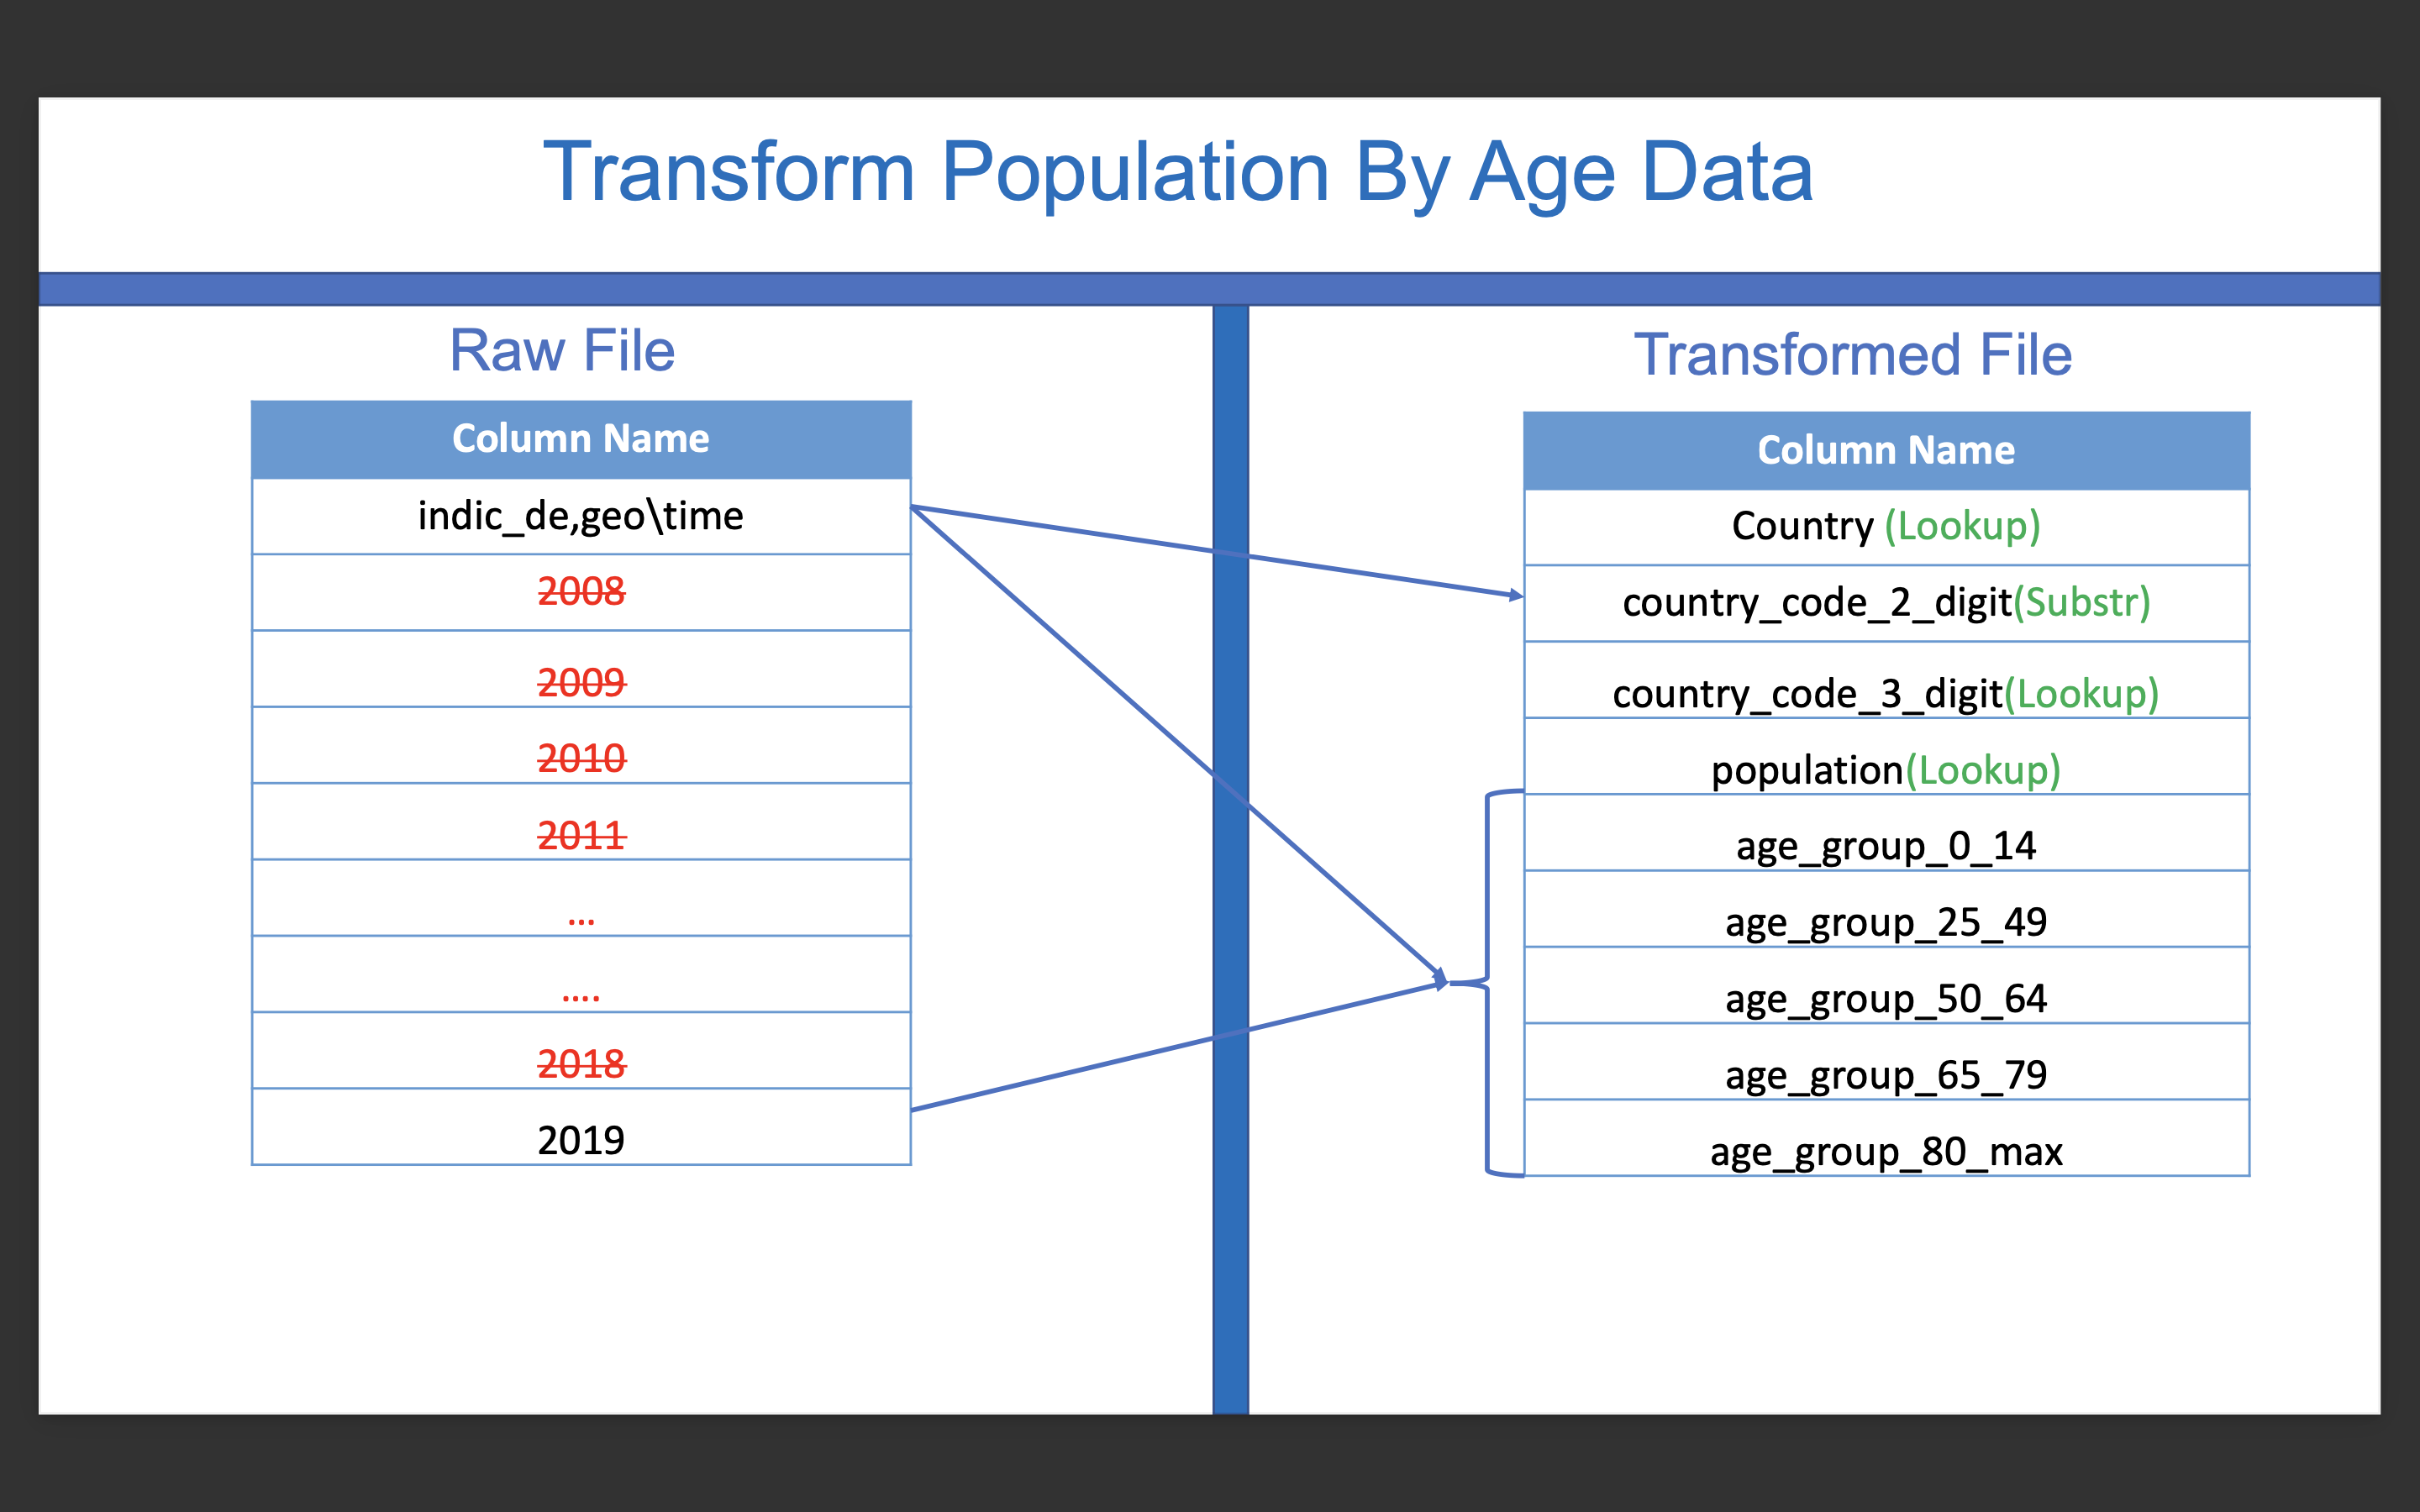 Transform Population By Age Data
Raw File
Column Name
indic_de,geo\time
2008
2009
2010
2011
...
....
2018
2019
Transformed File
Column Name
Country (Lookup)
country_code_2_digit(Substr)
country_code_3_digit(Lookup)
population(Lookup)
age_group_0_14
age_group_25_49
age_group_50_64
age_group_65_79
age_group_80_max